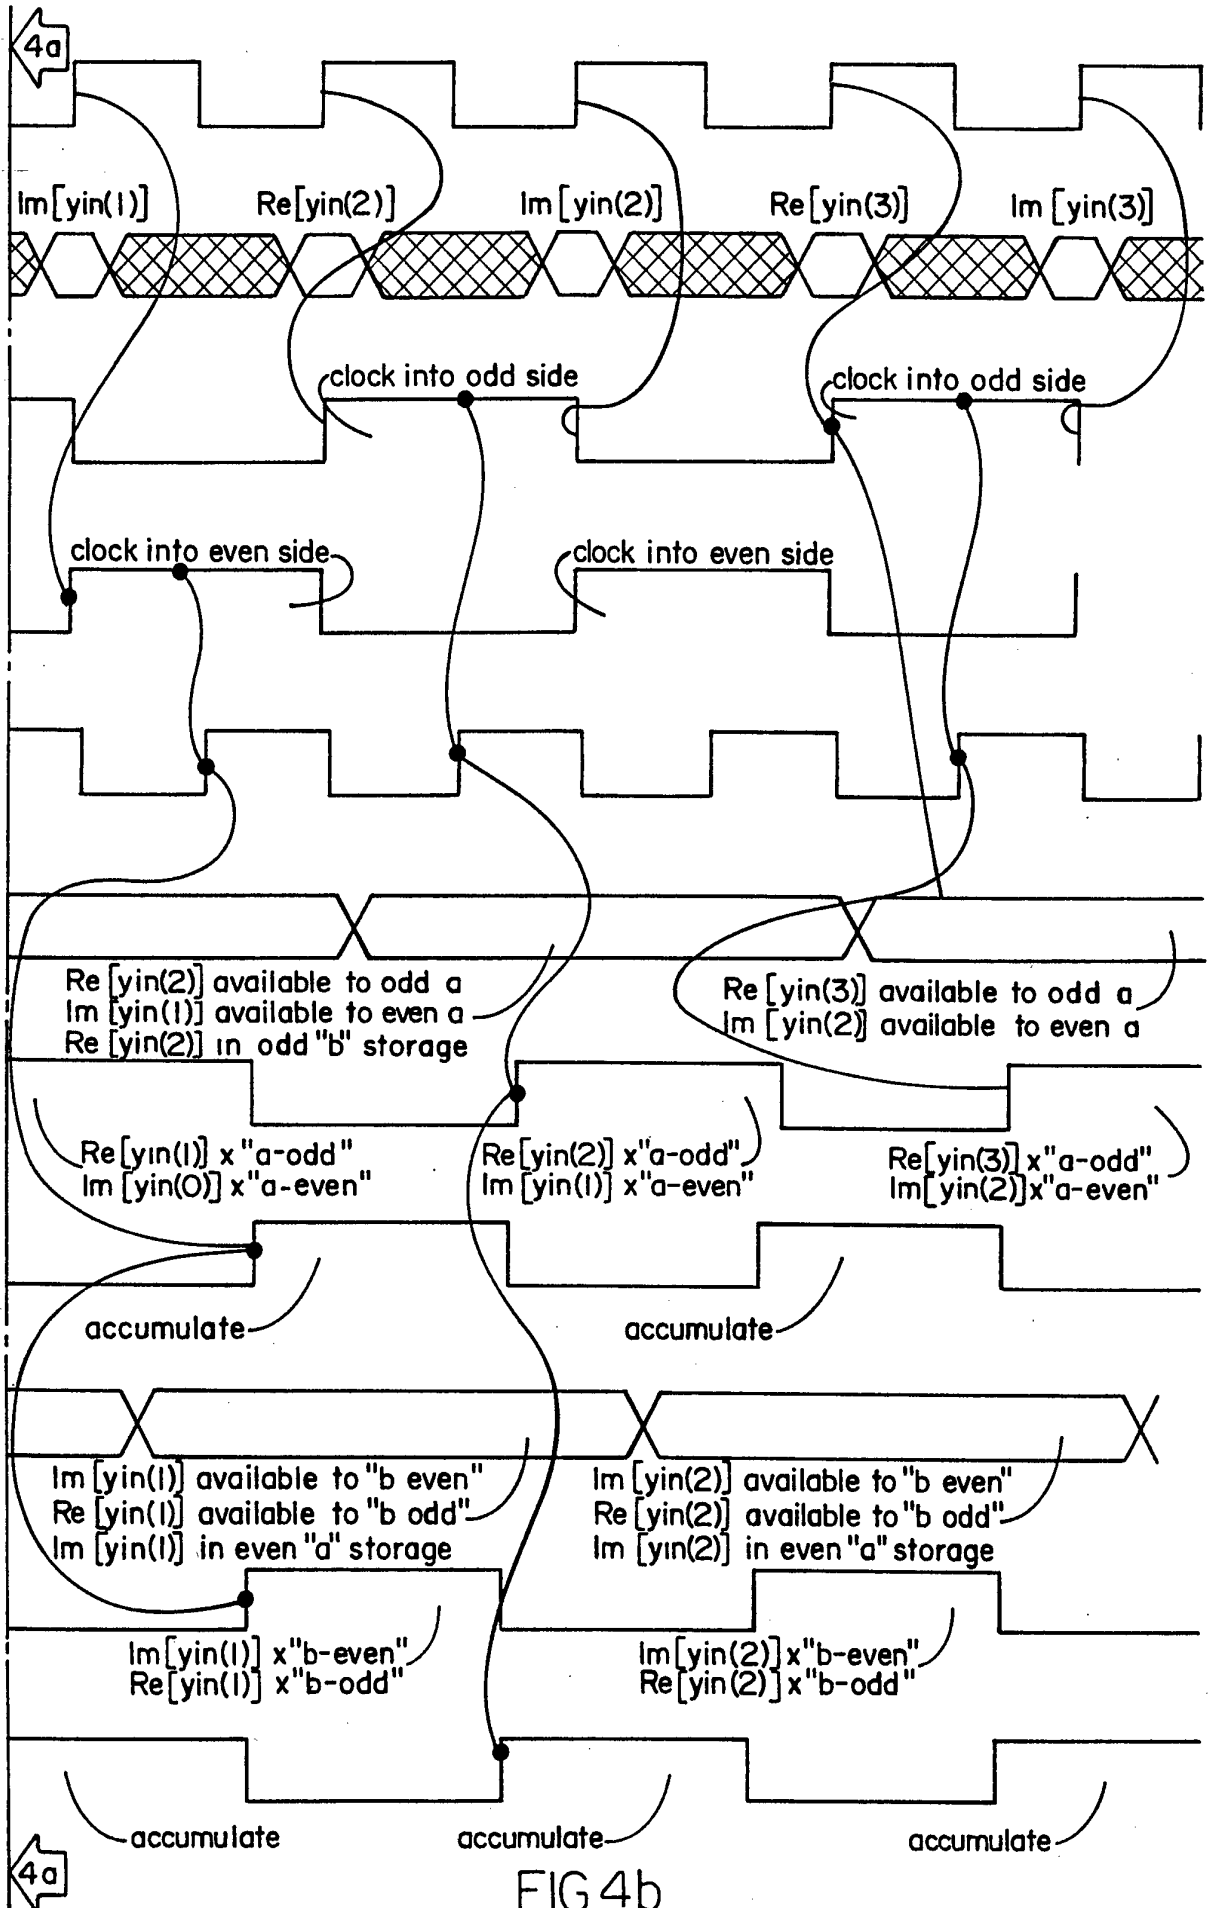 4a
Im[yin(1)] Re[yin(2)] Im[yin(2)] Re[yin(3)] Im[yin(3)]
clock into odd side clock into odd side
clock into even side clock into even side
Re[yin(2)] available to odd a
Im[yin(1)] available to even a
Re[yin(2)] in odd "b" storage
Re[yin(3)] available to odd a
Im[yin(2)] available to even a
Re[yin(1)] x"a-odd"
Im[yin(0)] x"a-even"
Re[yin(2)] x"a-odd"
Im[yin(1)] x"a-even"
Re[yin(3)] x"a-odd"
Im[yin(2)]x"a-even"
accumulate accumulate
Im[yin(1)] available to "b even"
Re[yin(1)] available to "b odd"
Im[yin(1)] in even "a" storage
Im[yin(2)] available to "b even"
Re[yin(2)] available to "b odd"
Im[yin(2)] in even "a" storage
Im[yin(1)] x"b-even"
Re[yin(1)] x"b-odd"
Im[yin(2)] x"b-even"
Re[yin(2)] x"b-odd"
accumulate accumulate accumulate
4a
FIG 4b